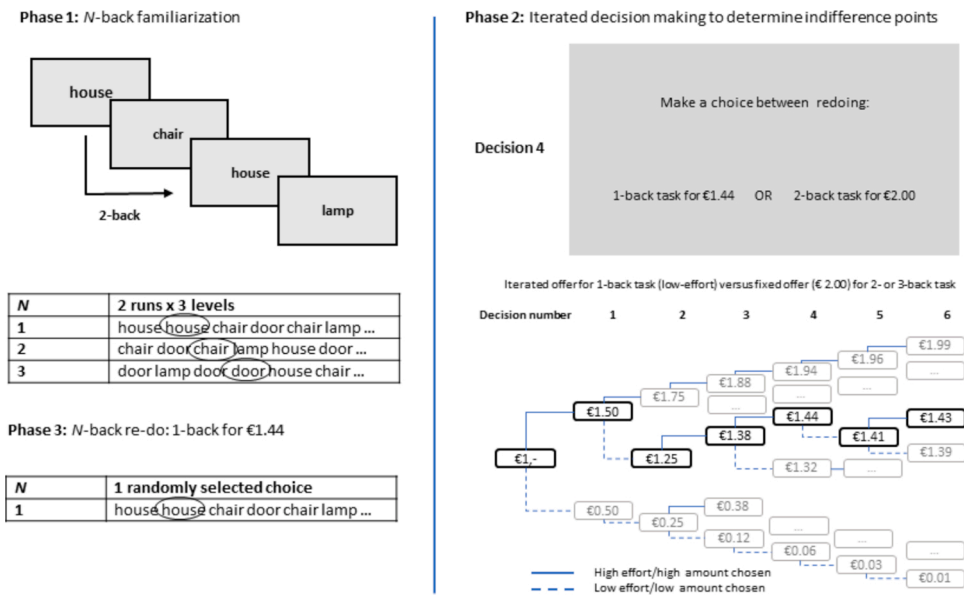 Phase 1: N-back familiarization
house
chair
house
lamp
2-back
N 2 runs x 3 levels
1 house house chair door chair lamp ...
2 chair door chair lamp house door ...
3 door lamp door door house chair ...
Phase 3: N-back re-do: 1-back for €1.44
N 1 randomly selected choice
1 house house chair door chair lamp ...
Phase 2: Iterated decision making to determine indifference points
Decision 4
Make a choice between redoing:
1-back task for €1.44 OR 2-back task for €2.00
Iterated offer for 1-back task (low-effort) versus fixed offer (€ 2.00) for 2- or 3-back task
Decision number 1 2 3 4 5 6
€1.99
€1.96
€1.94 ...
€1.88 ...
€1.75 ...
...
€1.50 €1.44 €1.43
€1.38 €1.41
€1,- €1.25 €1.39
€1.32 ...
€0.38
€0.50
€0.25 ...
€0.12 ...
€0.06 ...
€0.03
€0.01
High effort/high amount chosen
Low effort/low amount chosen